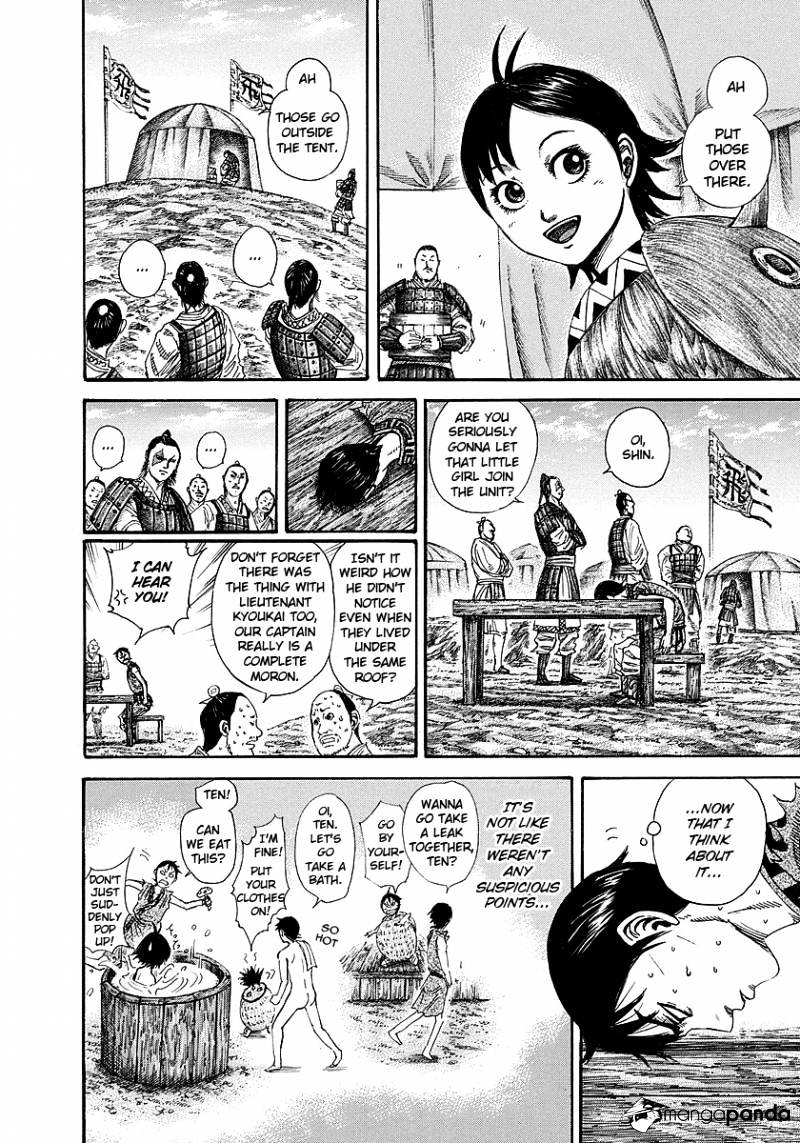 AH
PUT
THOSE
OVER
THERE.
AH
THOSE GO
OUTSIDE
THE TENT.
...
...
OI,
SHIN.
ARE YOU
SERIOUSLY
GONNA LET
THAT LITTLE
GIRL JOIN
THE UNIT?
...
...
ISN'T IT
WEIRD HOW
HE DIDN'T
NOTICE
EVEN WHEN
THEY LIVED
UNDER
THE SAME
ROOF?
DON'T FORGET
THERE WAS
THE THING WITH
LIEUTENANT
KYOUKAI TOO,
OUR CAPTAIN
REALLY IS A
COMPLETE
MORON.
I CAN
HEAR
YOU!
...NOW
THAT I
THINK
ABOUT
IT...
IT'S
NOT LIKE
THERE
WEREN'T
ANY
SUSPICIOUS
POINTS...
WANNA
GO TAKE
A LEAK
TOGETHER,
TEN?
GO
BY
YOUR-
SELF!
OI,
TEN.
LET'S
GO
TAKE A
BATH.
SO
HOT
I'M
FINE!
PUT
YOUR
CLOTHES
ON!
TEN!
CAN
WE EAT
THIS?
DON'T
JUST
SUD-
DENLY
POP
UP!
mangapanda